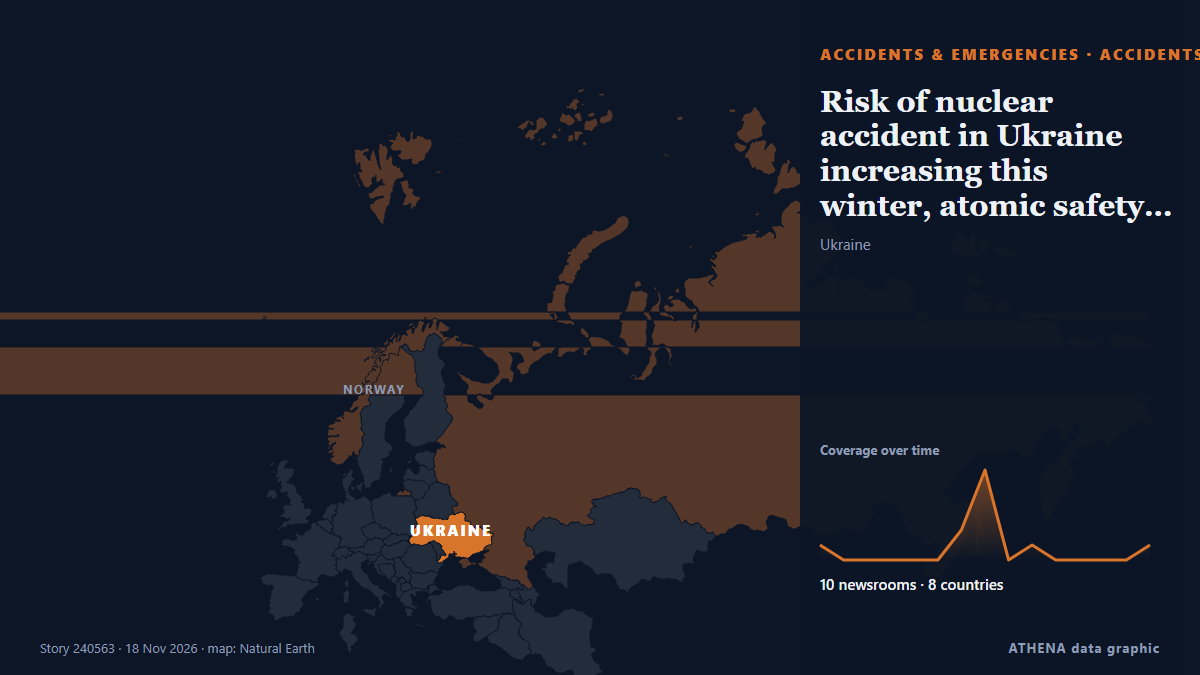 ACCIDENTS & EMERGENCIES · ACCIDENTS
Risk of nuclear
accident in Ukraine
increasing this
winter, atomic safety…
Ukraine
NORWAY
UKRAINE
Coverage over time
10 newsrooms · 8 countries
Story 240563 · 18 Nov 2026 · map: Natural Earth
ATHENA data graphic